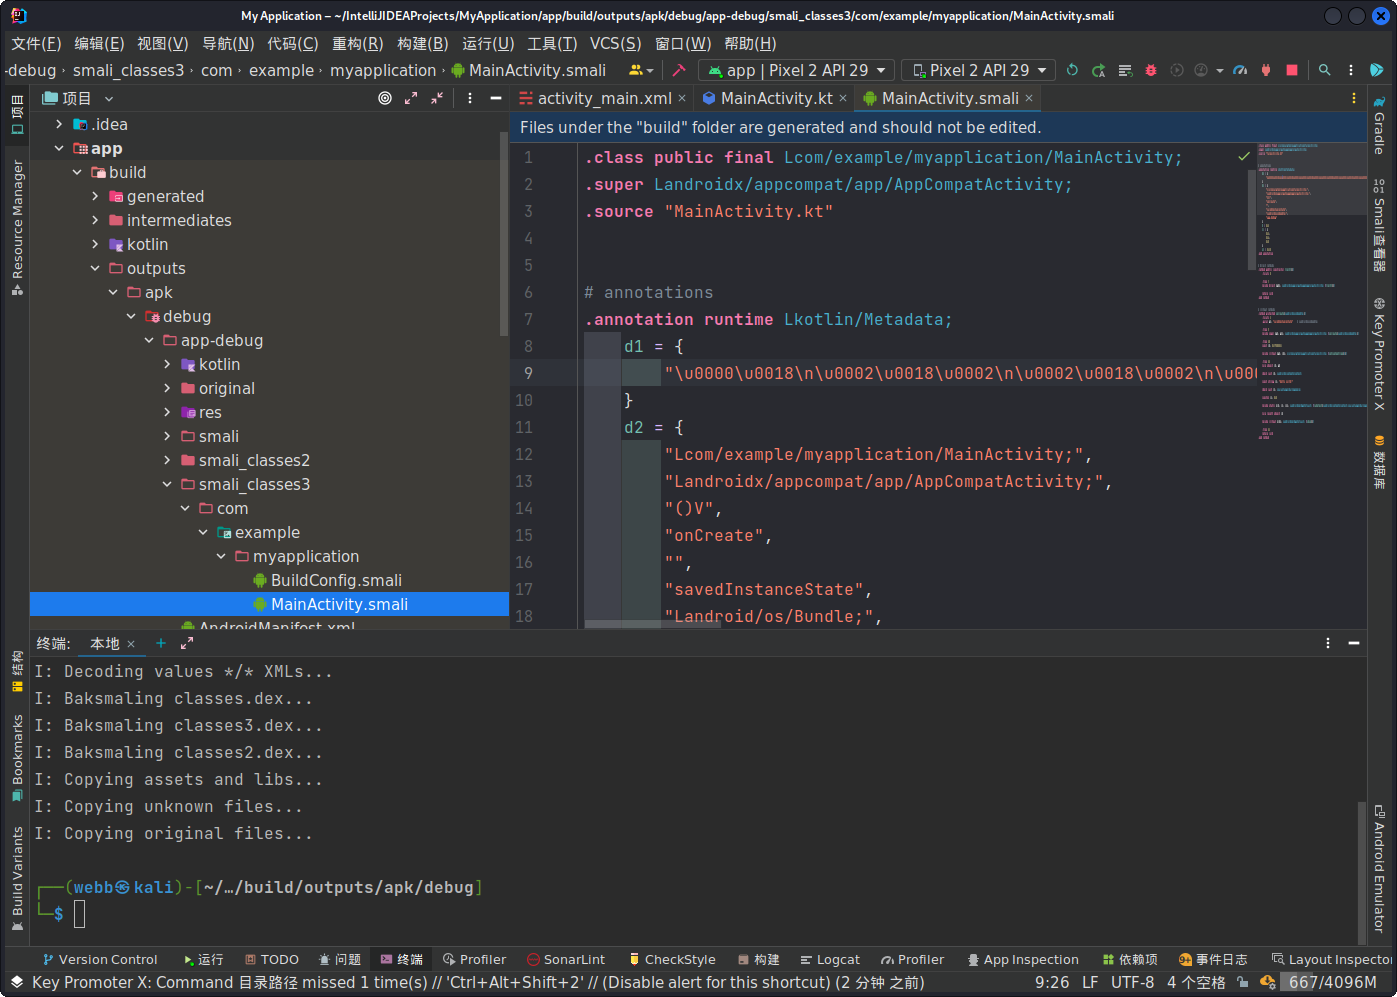 My Application – ~/IntelliJIDEAProjects/MyApplication/app/build/outputs/apk/debug/app-debug/smali_classes3/com/example/myapplication/MainActivity.smali
文件(F) 编辑(E) 视图(V) 导航(N) 代码(C) 重构(R) 构建(B) 运行(U) 工具(T) VCS(S) 窗口(W) 帮助(H)
-debug › smali_classes3 › com › example › myapplication › MainActivity.smali app | Pixel 2 API 29 Pixel 2 API 29
项目
activity_main.xml × MainActivity.kt × MainActivity.smali ×
Files under the "build" folder are generated and should not be edited.
.idea
app
build
generated
intermediates
kotlin
outputs
apk
debug
app-debug
kotlin
original
res
smali
smali_classes2
smali_classes3
com
example
myapplication
BuildConfig.smali
MainActivity.smali
AndroidManifest.xml
1 .class public final Lcom/example/myapplication/MainActivity;
2 .super Landroidx/appcompat/app/AppCompatActivity;
3 .source "MainActivity.kt"
4
5
6 # annotations
7 .annotation runtime Lkotlin/Metadata;
8 d1 = {
9 "\u0000\u0018\n\u0002\u0018\u0002\n\u0002\u0018\u0002\n\u000
10 }
11 d2 = {
12 "Lcom/example/myapplication/MainActivity;",
13 "Landroidx/appcompat/app/AppCompatActivity;",
14 "()V",
15 "onCreate",
16 "",
17 "savedInstanceState",
18 "Landroid/os/Bundle;",
项目
Resource Manager
结构
Bookmarks
Build Variants
Gradle
Smali查看器
Key Promoter X
数据库
Android Emulator
终端: 本地 × +
I: Decoding values */* XMLs...
I: Baksmaling classes.dex...
I: Baksmaling classes3.dex...
I: Baksmaling classes2.dex...
I: Copying assets and libs...
I: Copying unknown files...
I: Copying original files...
┌──(webb㉿kali)-[~/…/build/outputs/apk/debug]
└─$
Version Control 运行 TODO 问题 终端 Profiler SonarLint CheckStyle 构建 Logcat Profiler App Inspection 依赖项 9+ 事件日志 Layout Inspector
Key Promoter X: Command 目录路径 missed 1 time(s) // 'Ctrl+Alt+Shift+2' // (Disable alert for this shortcut) (2 分钟 之前) 9:26 LF UTF-8 4 个空格 667/4096M